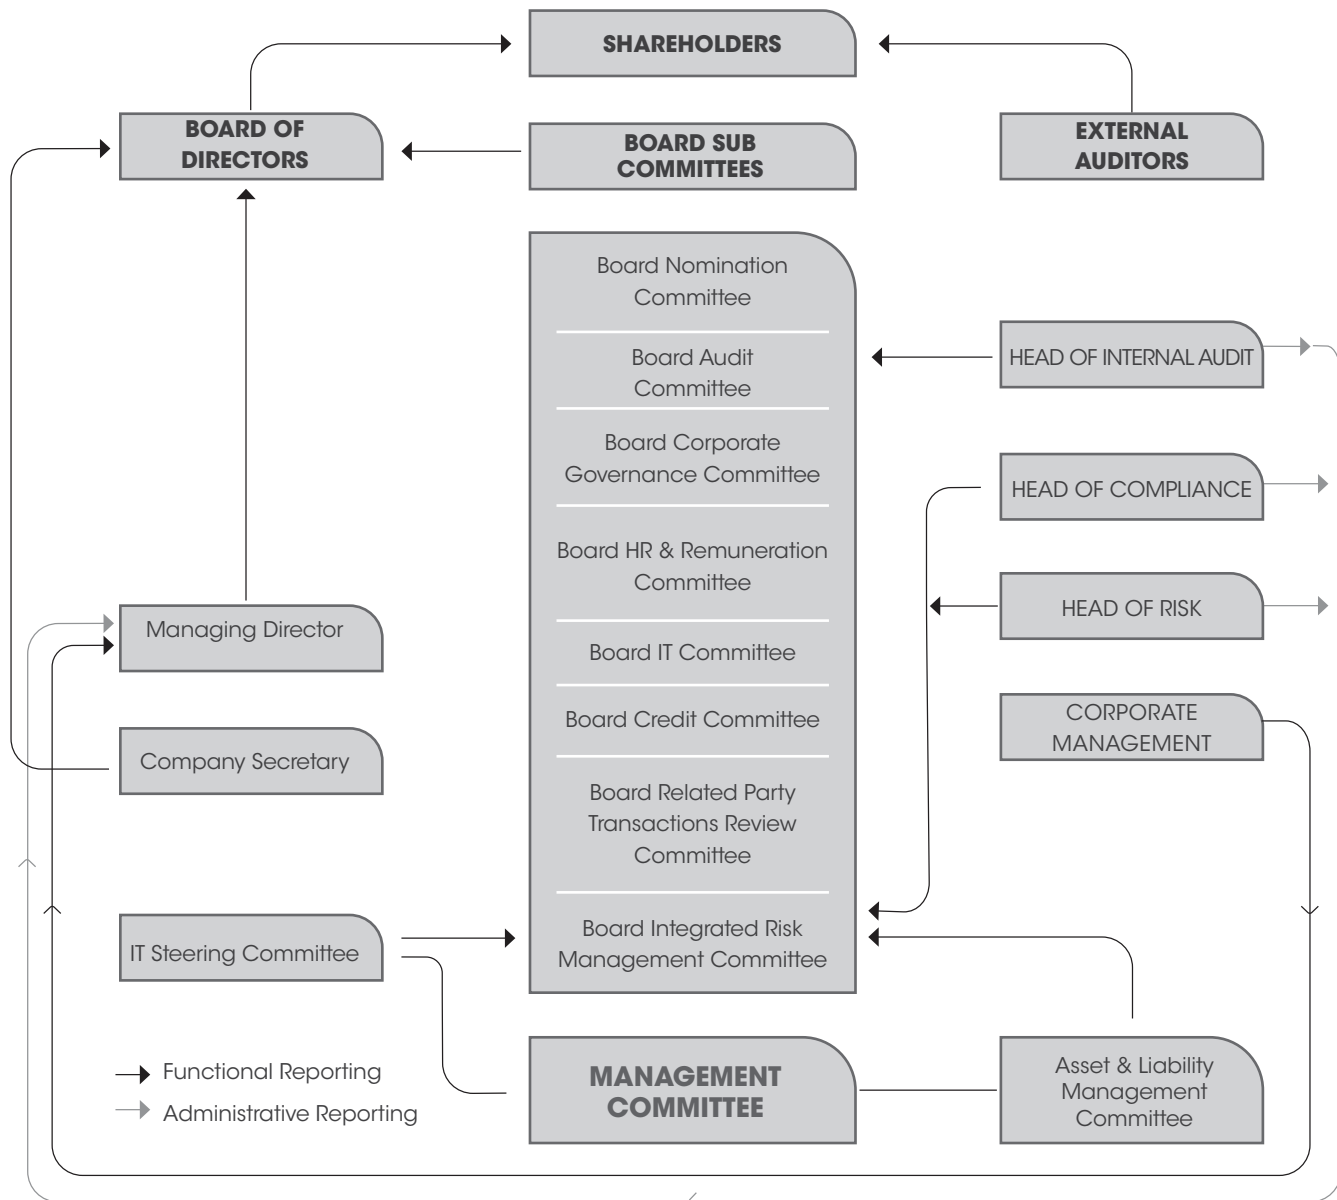 SHAREHOLDERS
BOARD OF
DIRECTORS
BOARD SUB
COMMITTEES
EXTERNAL
AUDITORS
Board Nomination
Committee
Board Audit
Committee
Board Corporate
Governance Committee
Board HR & Remuneration
Committee
Board IT Committee
Board Credit Committee
Board Related Party
Transactions Review
Committee
Board Integrated Risk
Management Committee
HEAD OF INTERNAL AUDIT
HEAD OF COMPLIANCE
HEAD OF RISK
CORPORATE
MANAGEMENT
Managing Director
Company Secretary
IT Steering Committee
MANAGEMENT
COMMITTEE
Asset & Liability
Management
Committee
Functional Reporting
Administrative Reporting